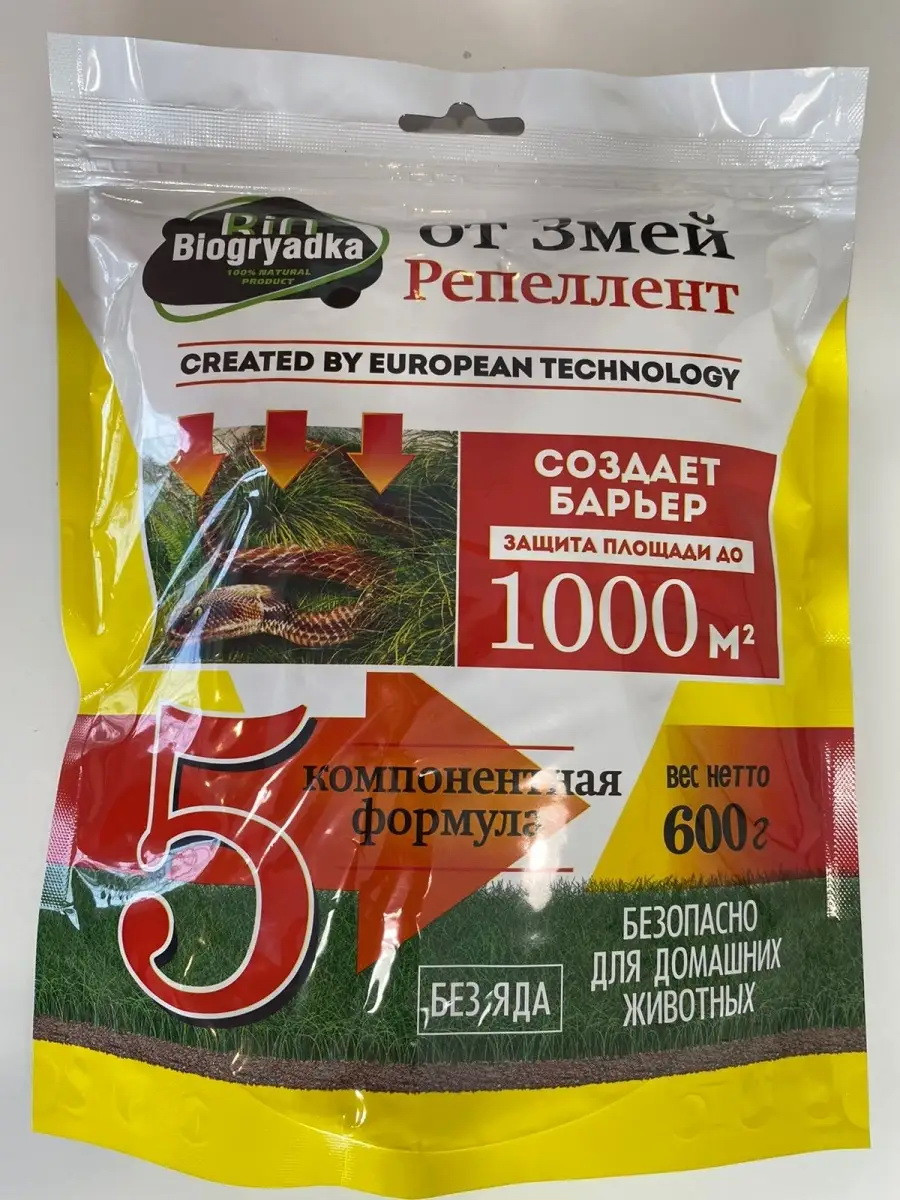 Bio
Biogryadka
100% NATURAL
PRODUCT
от Змей
Репеллент
CREATED BY EUROPEAN TECHNOLOGY
СОЗДАЕТ
БАРЬЕР
ЗАЩИТА ПЛОЩАДИ ДО
1000 м²
5
компонентная
формула
вес нетто
600г
БЕЗОПАСНО
ДЛЯ ДОМАШНИХ
ЖИВОТНЫХ
БЕЗ ЯДА